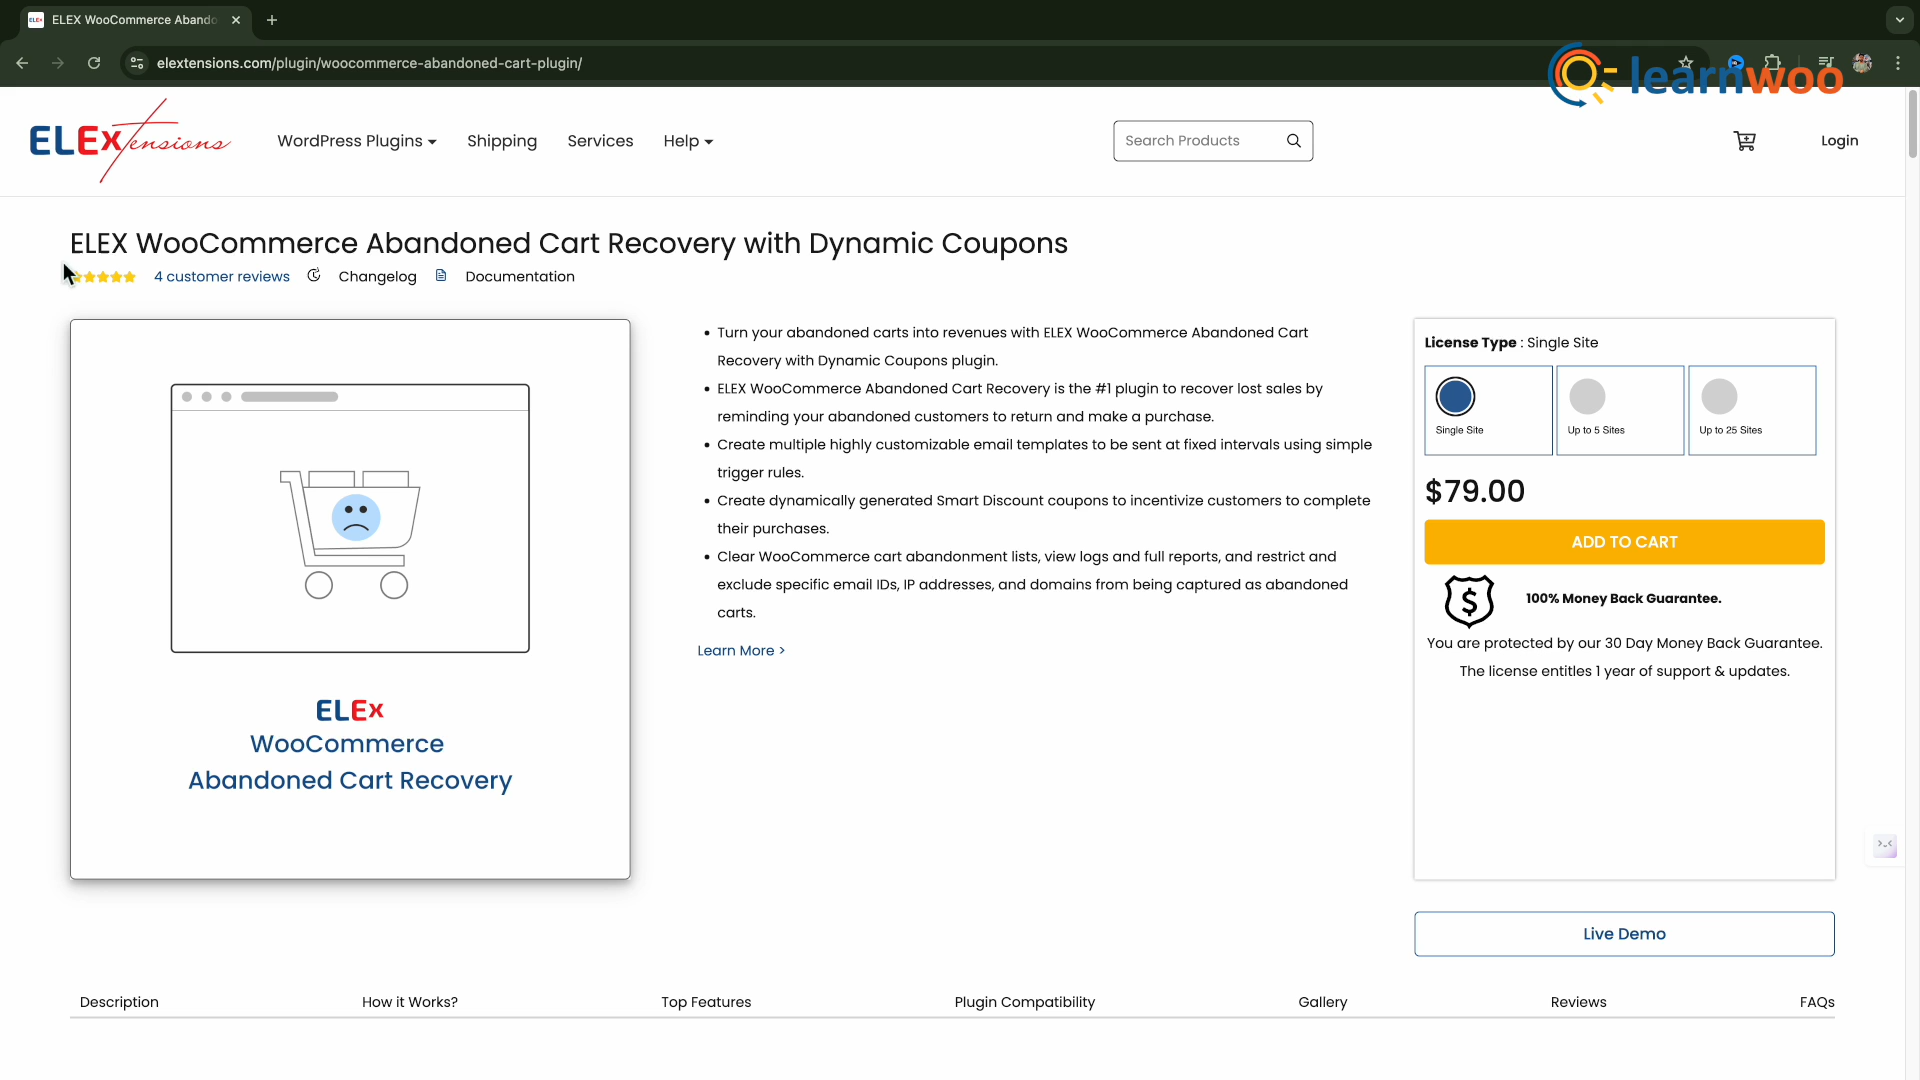 ELEX WooCommerce Abando
elextensions.com/plugin/woocommerce-abandoned-cart-plugin/
learnwoo
ELEXtensions
WordPress Plugins
Shipping
Services
Help
Search Products
Login
ELEX WooCommerce Abandoned Cart Recovery with Dynamic Coupons
4 customer reviews
Changelog
Documentation
ELEX
WooCommerce
Abandoned Cart Recovery
• Turn your abandoned carts into revenues with ELEX WooCommerce Abandoned Cart
Recovery with Dynamic Coupons plugin.
• ELEX WooCommerce Abandoned Cart Recovery is the #1 plugin to recover lost sales by
reminding your abandoned customers to return and make a purchase.
• Create multiple highly customizable email templates to be sent at fixed intervals using simple
trigger rules.
• Create dynamically generated Smart Discount coupons to incentivize customers to complete
their purchases.
• Clear WooCommerce cart abandonment lists, view logs and full reports, and restrict and
exclude specific email IDs, IP addresses, and domains from being captured as abandoned
carts.
Learn More >
License Type : Single Site
Single Site
Up to 5 Sites
Up to 25 Sites
$79.00
ADD TO CART
$
100% Money Back Guarantee.
You are protected by our 30 Day Money Back Guarantee.
The license entitles 1 year of support & updates.
Live Demo
Description
How it Works?
Top Features
Plugin Compatibility
Gallery
Reviews
FAQs